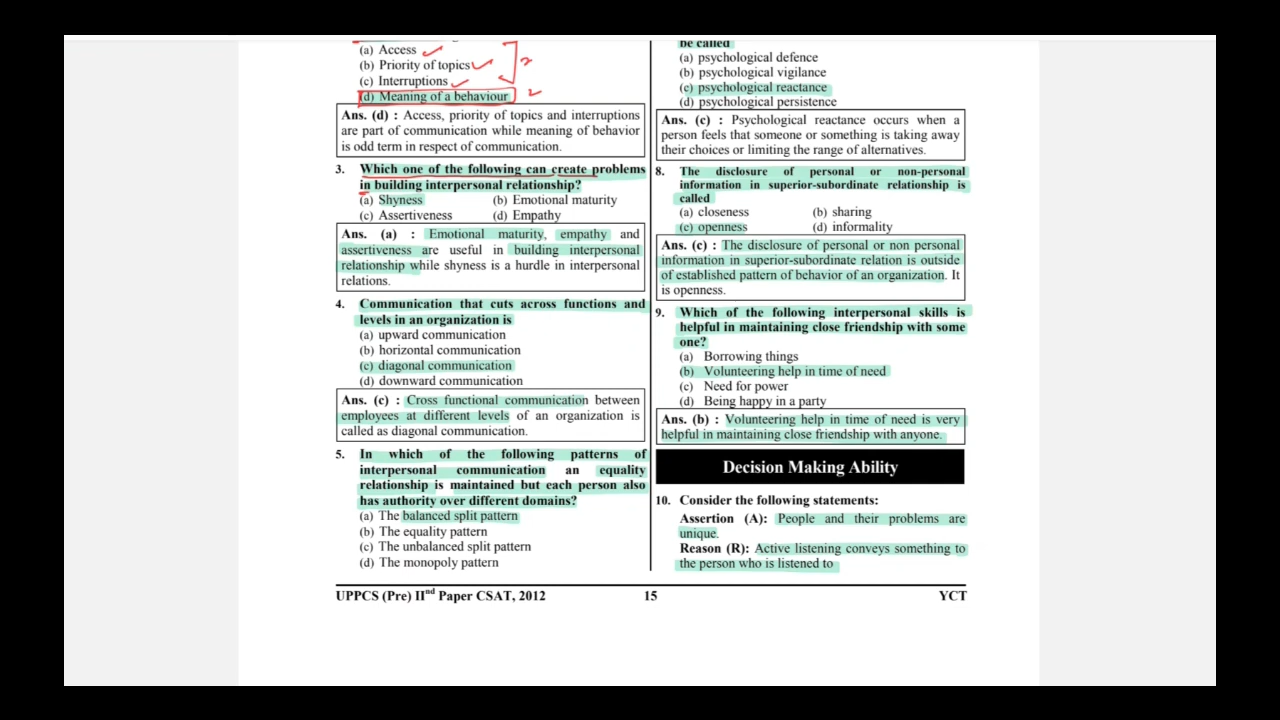 (a) Access
(b) Priority of topics
(c) Interruptions
(d) Meaning of a behaviour
Ans. (d) : Access, priority of topics and interruptions
are part of communication while meaning of behavior
is odd term in respect of communication.
3. Which one of the following can create problems
in building interpersonal relationship?
(a) Shyness (b) Emotional maturity
(c) Assertiveness (d) Empathy
Ans. (a) : Emotional maturity, empathy and
assertiveness are useful in building interpersonal
relationship while shyness is a hurdle in interpersonal
relations.
4. Communication that cuts across functions and
levels in an organization is
(a) upward communication
(b) horizontal communication
(c) diagonal communication
(d) downward communication
Ans. (c) : Cross functional communication between
employees at different levels of an organization is
called as diagonal communication.
5. In which of the following patterns of
interpersonal communication an equality
relationship is maintained but each person also
has authority over different domains?
(a) The balanced split pattern
(b) The equality pattern
(c) The unbalanced split pattern
(d) The monopoly pattern
be called
(a) psychological defence
(b) psychological vigilance
(c) psychological reactance
(d) psychological persistence
Ans. (c) : Psychological reactance occurs when a
person feels that someone or something is taking away
their choices or limiting the range of alternatives.
8. The disclosure of personal or non-personal
information in superior-subordinate relationship is
called
(a) closeness (b) sharing
(c) openness (d) informality
Ans. (c) : The disclosure of personal or non personal
information in superior-subordinate relation is outside
of established pattern of behavior of an organization. It
is openness.
9. Which of the following interpersonal skills is
helpful in maintaining close friendship with some
one?
(a) Borrowing things
(b) Volunteering help in time of need
(c) Need for power
(d) Being happy in a party
Ans. (b) : Volunteering help in time of need is very
helpful in maintaining close friendship with anyone.
Decision Making Ability
10. Consider the following statements:
Assertion (A): People and their problems are
unique.
Reason (R): Active listening conveys something to
the person who is listened to
UPPCS (Pre) IInd Paper CSAT, 2012 15 YCT